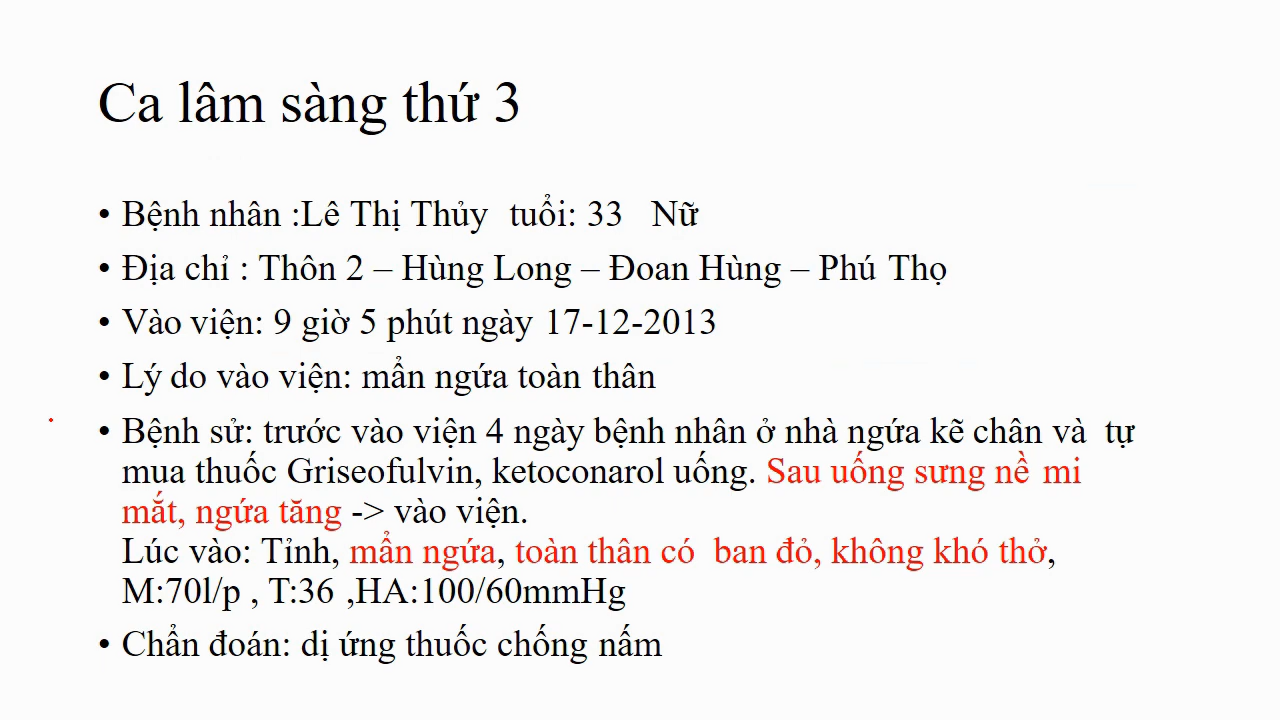 Ca lâm sàng thứ 3
• Bệnh nhân :Lê Thị Thủy tuổi: 33 Nữ
• Địa chỉ : Thôn 2 – Hùng Long – Đoan Hùng – Phú Thọ
• Vào viện: 9 giờ 5 phút ngày 17-12-2013
• Lý do vào viện: mẩn ngứa toàn thân
• Bệnh sử: trước vào viện 4 ngày bệnh nhân ở nhà ngứa kẽ chân và tự
mua thuốc Griseofulvin, ketoconarol uống. Sau uống sưng nề mi
mắt, ngứa tăng -> vào viện.
Lúc vào: Tỉnh, mẩn ngứa, toàn thân có ban đỏ, không khó thở,
M:70l/p , T:36 ,HA:100/60mmHg
• Chẩn đoán: dị ứng thuốc chống nấm